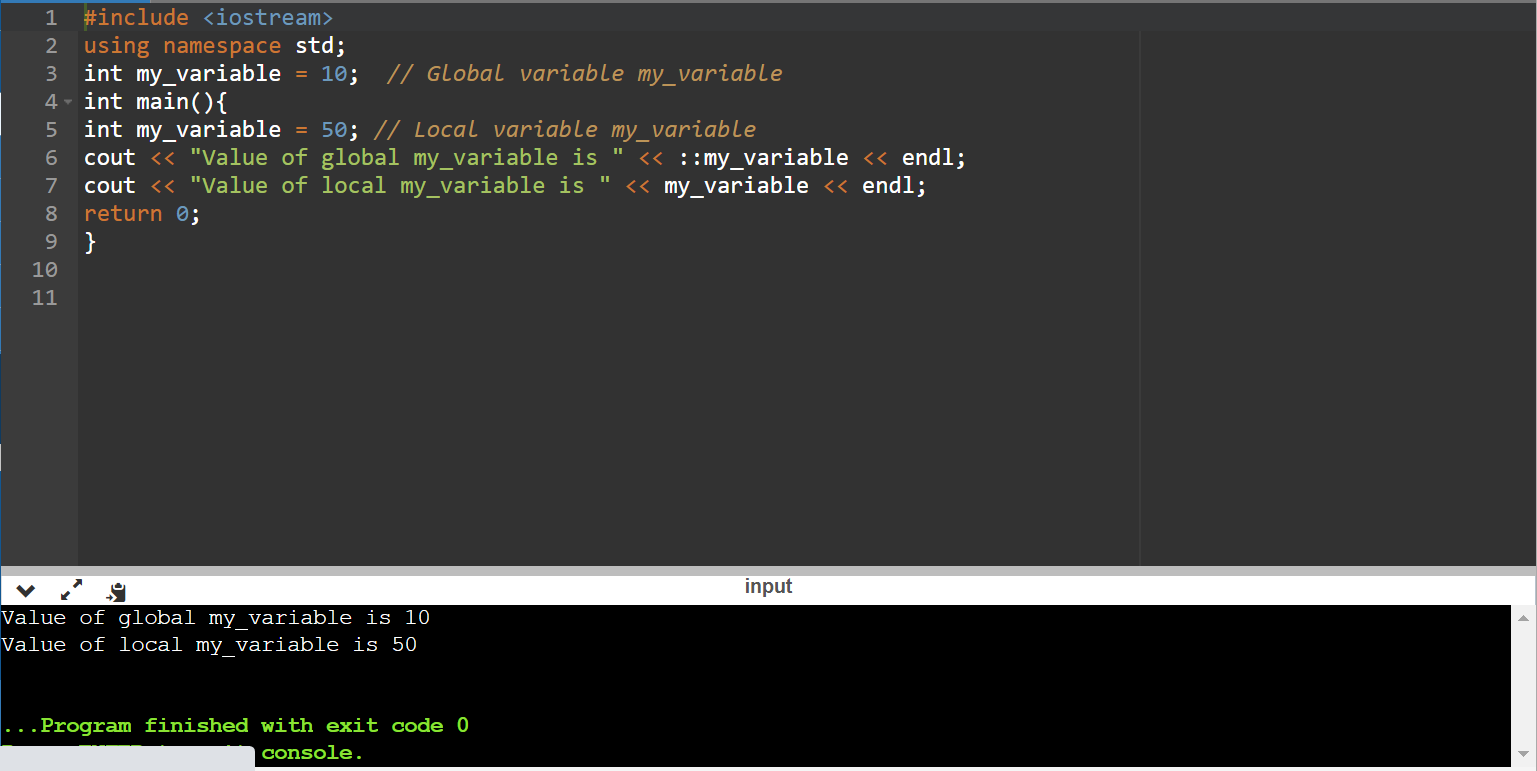 1 #include <iostream>
2 using namespace std;
3 int my_variable = 10;  // Global variable my_variable
4 int main(){
5 int my_variable = 50; // Local variable my_variable
6 cout << "Value of global my_variable is " << ::my_variable << endl;
7 cout << "Value of local my_variable is " << my_variable << endl;
8 return 0;
9 }
10
11
input
Value of global my_variable is 10
Value of local my_variable is 50
...Program finished with exit code 0
console.